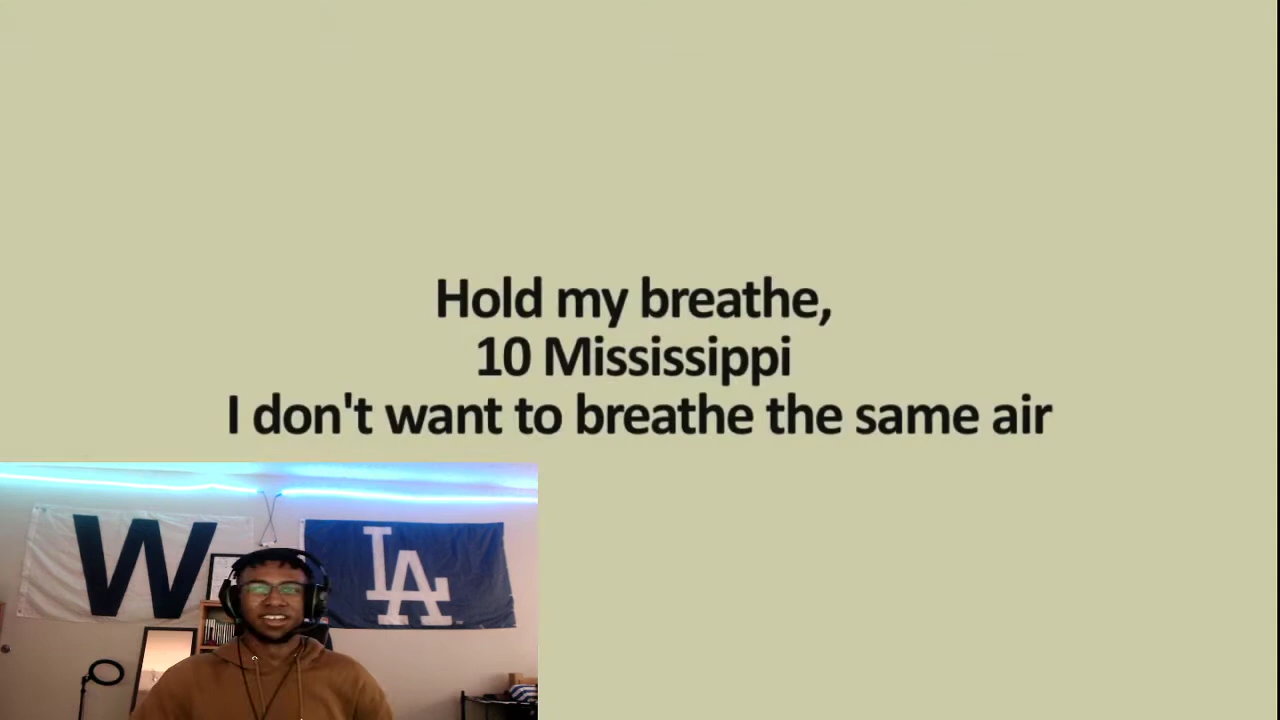 Hold my breathe,
10 Mississippi
I don't want to breathe the same air
W
LA